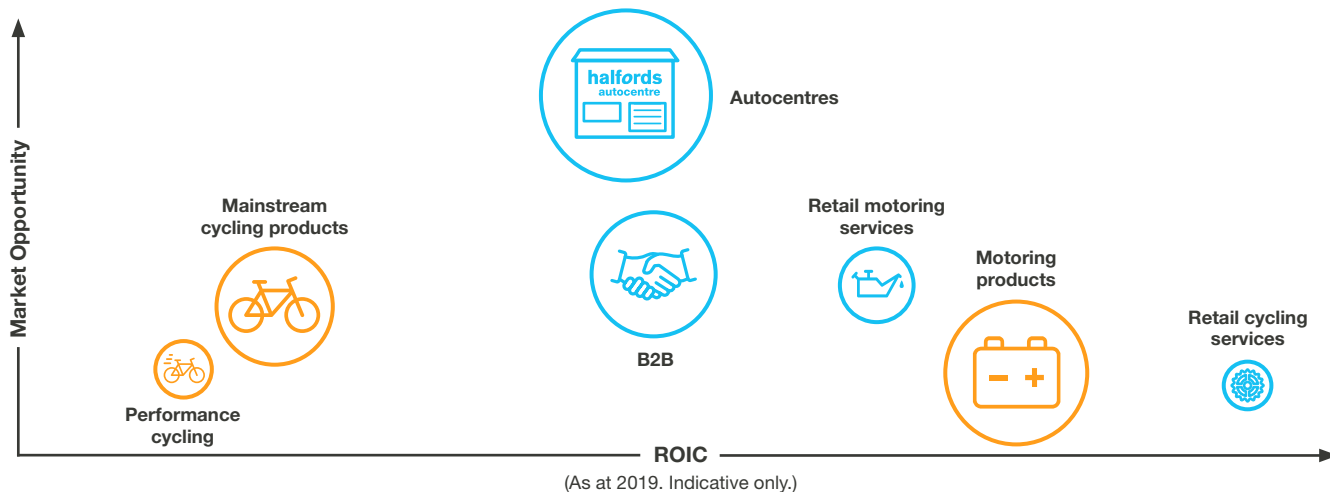 Market Opportunity
halfords
autocentre
Autocentres
Mainstream
cycling products
Performance
cycling
B2B
Retail motoring
services
Motoring
products
Retail cycling
services
ROIC
(As at 2019. Indicative only.)